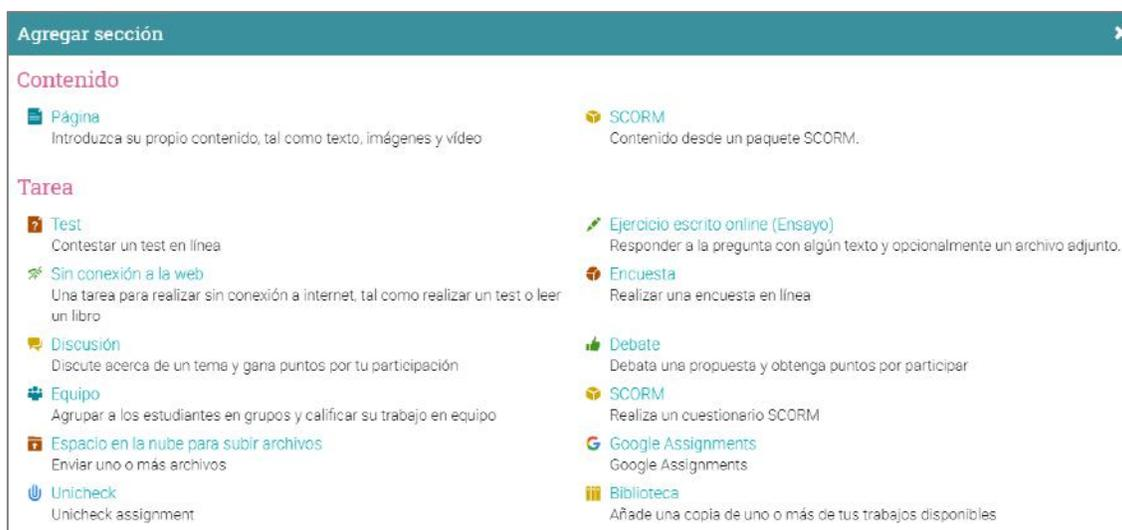 Agregar sección
Contenido
Página
Introduzca su propio contenido, tal como texto, imágenes y vídeo
SCORM
Contenido desde un paquete SCORM.
Tarea
Test
Contestar un test en línea
Ejercicio escrito online (Ensayo)
Responder a la pregunta con algún texto y opcionalmente un archivo adjunto.
Sin conexión a la web
Una tarea para realizar sin conexión a internet, tal como realizar un test o leer
un libro
Encuesta
Realizar una encuesta en línea
Discusión
Discute acerca de un tema y gana puntos por tu participación
Debate
Debata una propuesta y obtenga puntos por participar
Equipo
Agrupar a los estudiantes en grupos y calificar su trabajo en equipo
SCORM
Realiza un cuestionario SCORM
Espacio en la nube para subir archivos
Enviar uno o más archivos
Google Assignments
Google Assignments
Unicheck
Unicheck assignment
Biblioteca
Añade una copia de uno o más de tus trabajos disponibles